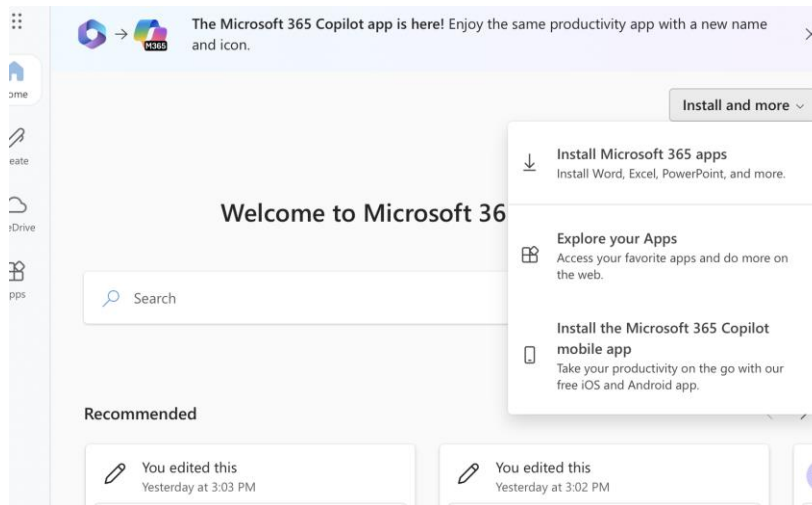 The Microsoft 365 Copilot app is here! Enjoy the same productivity app with a new name
and icon.
M365
ome
eate
eDrive
pps
Install and more
Install Microsoft 365 apps
Install Word, Excel, PowerPoint, and more.
Explore your Apps
Access your favorite apps and do more on
the web.
Install the Microsoft 365 Copilot
mobile app
Take your productivity on the go with our
free iOS and Android app.
Welcome to Microsoft 36
Search
Recommended
You edited this
Yesterday at 3:03 PM
You edited this
Yesterday at 3:02 PM